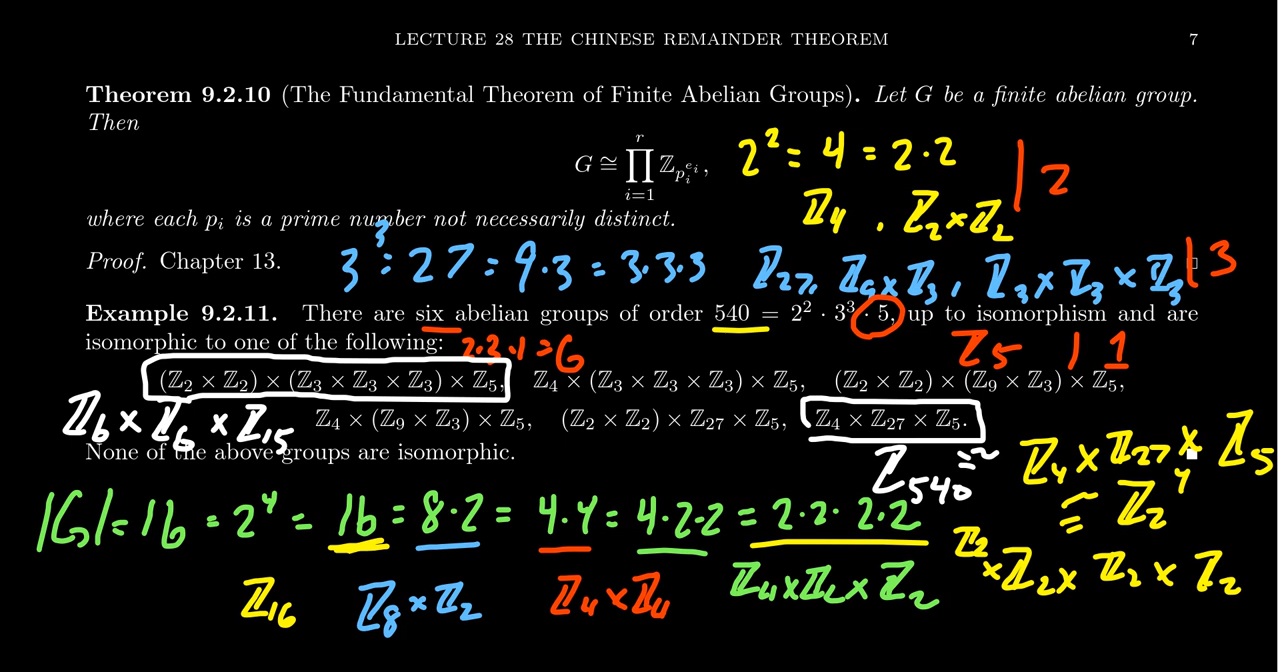 LECTURE 28 THE CHINESE REMAINDER THEOREM 7
Theorem 9.2.10 (The Fundamental Theorem of Finite Abelian Groups). Let G be a finite abelian group.
Then
G ≅ ∏_{i=1}^{r} ℤ_{p_i^{e_i}}, 2² = 4 = 2·2 | 2
ℤ₄ , ℤ₂×ℤ₂
where each p_i is a prime number not necessarily distinct.
Proof. Chapter 13. 3³ = 27 = 9·3 = 3·3·3 ℤ₂₇, ℤ₉×ℤ₃, ℤ₃×ℤ₃×ℤ₃ | 3
Example 9.2.11. There are six abelian groups of order 540 = 2² · 3³ · 5, up to isomorphism and are
isomorphic to one of the following: 2·3·1 = 6 ℤ₅ | 1
(ℤ₂ × ℤ₂) × (ℤ₃ × ℤ₃ × ℤ₃) × ℤ₅, ℤ₄ × (ℤ₃ × ℤ₃ × ℤ₃) × ℤ₅, (ℤ₂ × ℤ₂) × (ℤ₉ × ℤ₃) × ℤ₅,
ℤ₆ × ℤ₆ × ℤ₁₅ ℤ₄ × (ℤ₉ × ℤ₃) × ℤ₅, (ℤ₂ × ℤ₂) × ℤ₂₇ × ℤ₅, ℤ₄ × ℤ₂₇ × ℤ₅.
None of the above groups are isomorphic.
ℤ₅₄₀ ≅ ℤ₄ × ℤ₂₇ × ℤ₅
|G| = 16 = 2⁴ = 16 = 8·2 = 4·4 = 4·2·2 = 2·2·2·2 ≅ ℤ₂⁴
ℤ₂ × ℤ₂ × ℤ₂ × ℤ₂
ℤ₁₆ ℤ₈ × ℤ₂ ℤ₄ × ℤ₄ ℤ₄×ℤ₂×ℤ₂